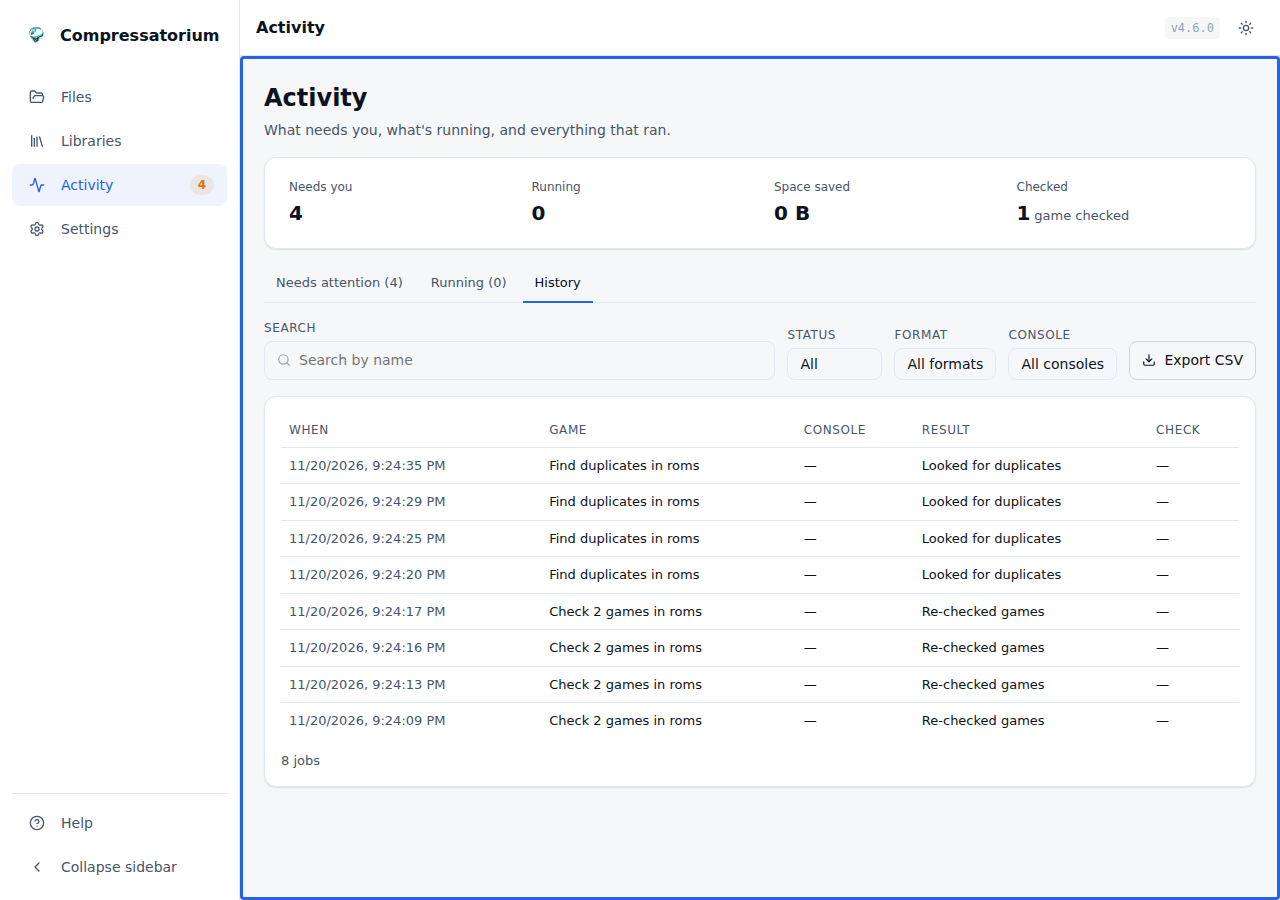 Compressatorium
Activity
v4.6.0
Files
Libraries
Activity 4
Settings
Activity
What needs you, what's running, and everything that ran.
Needs you
4
Running
0
Space saved
0 B
Checked
1 game checked
Needs attention (4) Running (0) History
SEARCH
Search by name
STATUS
All
FORMAT
All formats
CONSOLE
All consoles
Export CSV
WHEN GAME CONSOLE RESULT CHECK
11/20/2026, 9:24:35 PM Find duplicates in roms — Looked for duplicates —
11/20/2026, 9:24:29 PM Find duplicates in roms — Looked for duplicates —
11/20/2026, 9:24:25 PM Find duplicates in roms — Looked for duplicates —
11/20/2026, 9:24:20 PM Find duplicates in roms — Looked for duplicates —
11/20/2026, 9:24:17 PM Check 2 games in roms — Re-checked games —
11/20/2026, 9:24:16 PM Check 2 games in roms — Re-checked games —
11/20/2026, 9:24:13 PM Check 2 games in roms — Re-checked games —
11/20/2026, 9:24:09 PM Check 2 games in roms — Re-checked games —
8 jobs
Help
Collapse sidebar